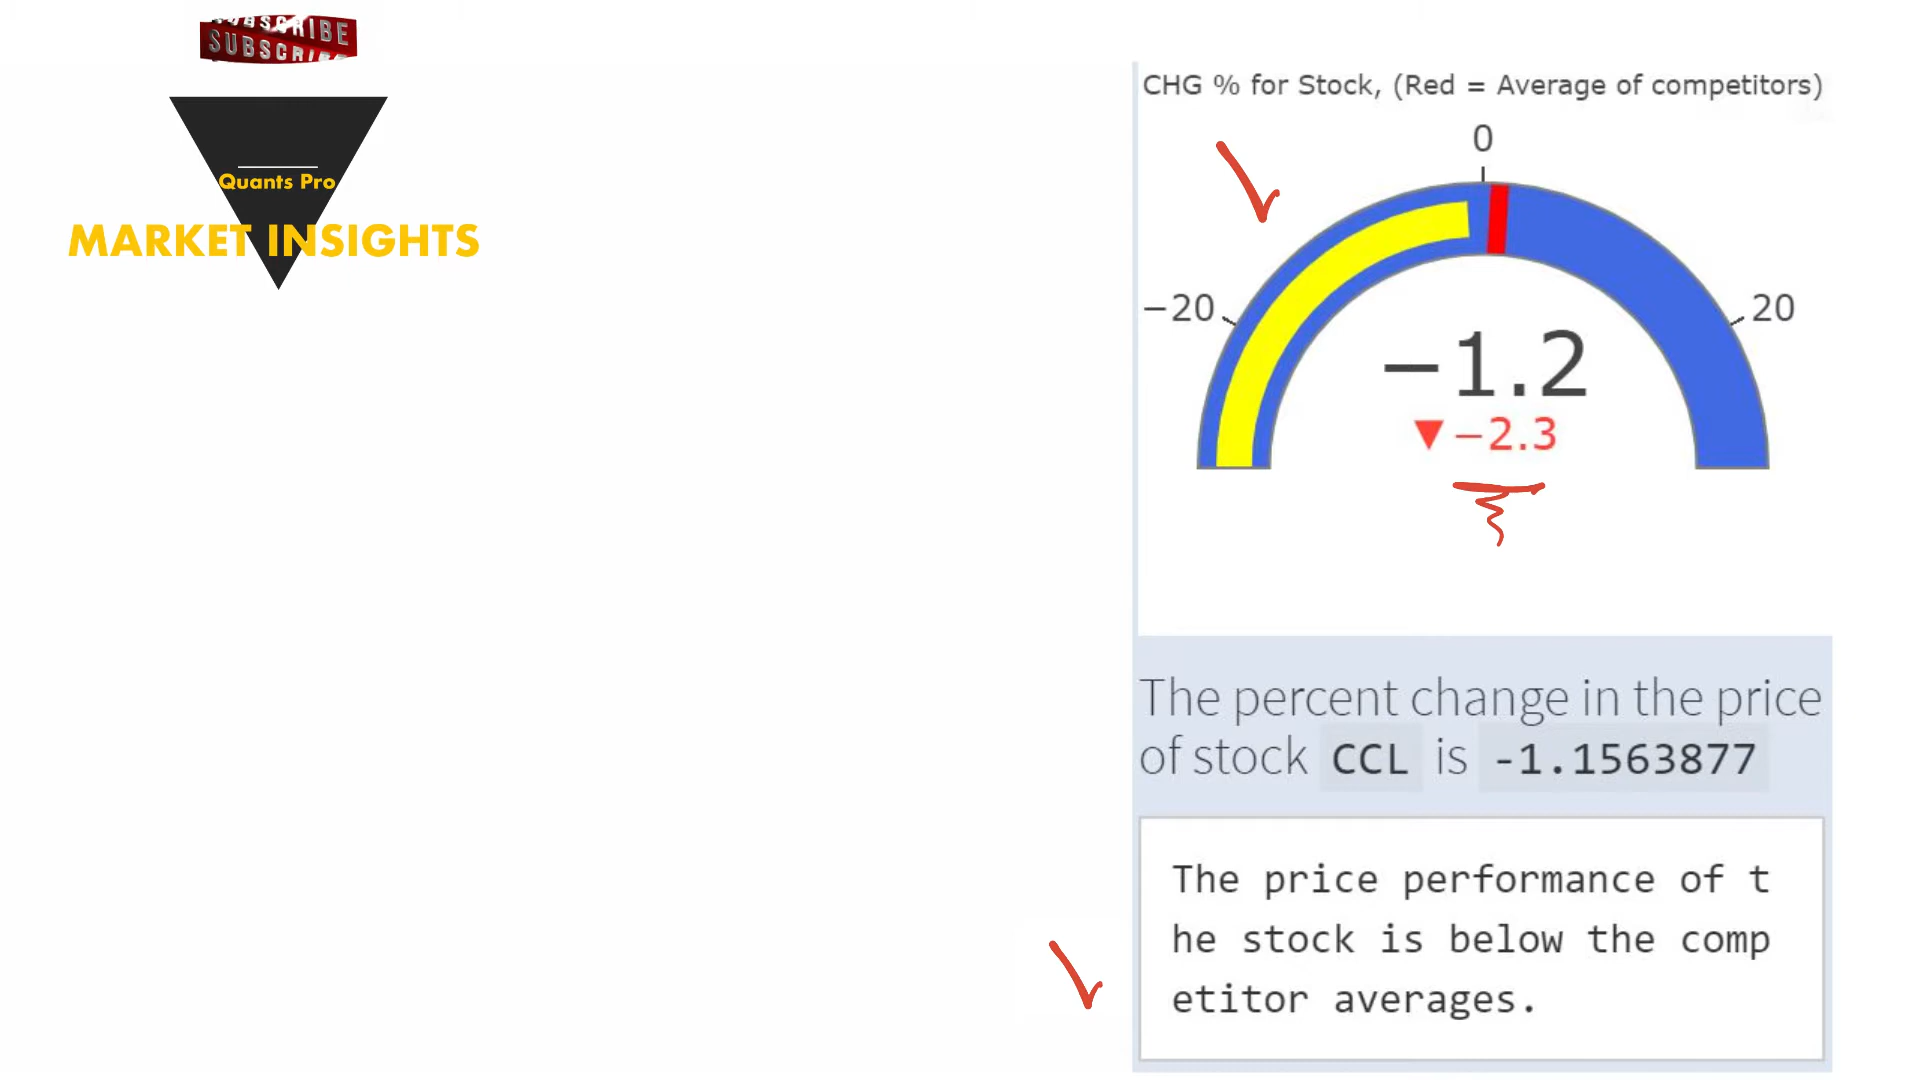 SUBSCRIBE
SUBSCRIBE
Quants Pro
MARKET INSIGHTS
CHG % for Stock, (Red = Average of competitors)
0
−20
20
−1.2
▼−2.3
The percent change in the price
of stock CCL is -1.1563877
The price performance of t
he stock is below the comp
etitor averages.